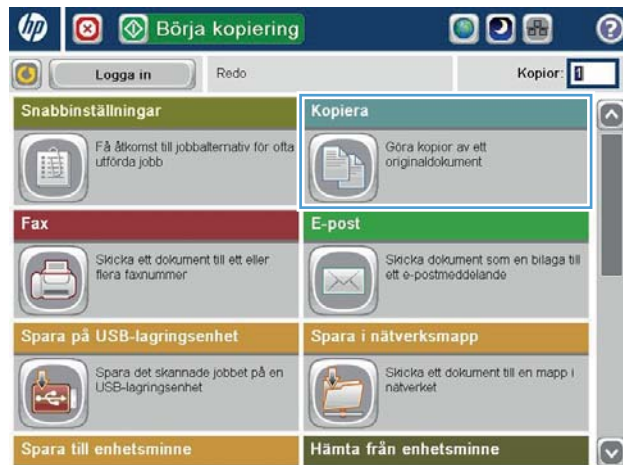 hp
Börja kopiering
?
Logga in
Redo
Kopior: 1
Snabbinställningar
Få åtkomst till jobbalternativ för ofta
utförda jobb
Kopiera
Göra kopior av ett
originaldokument
Fax
Skicka ett dokument till ett eller
flera faxnummer
E-post
Skicka dokument som en bilaga till
ett e-postmeddelande
Spara på USB-lagringsenhet
Spara det skannade jobbet på en
USB-lagringsenhet
Spara i nätverksmapp
Skicka ett dokument till en mapp i
nätverket
Spara till enhetsminne
Hämta från enhetsminne